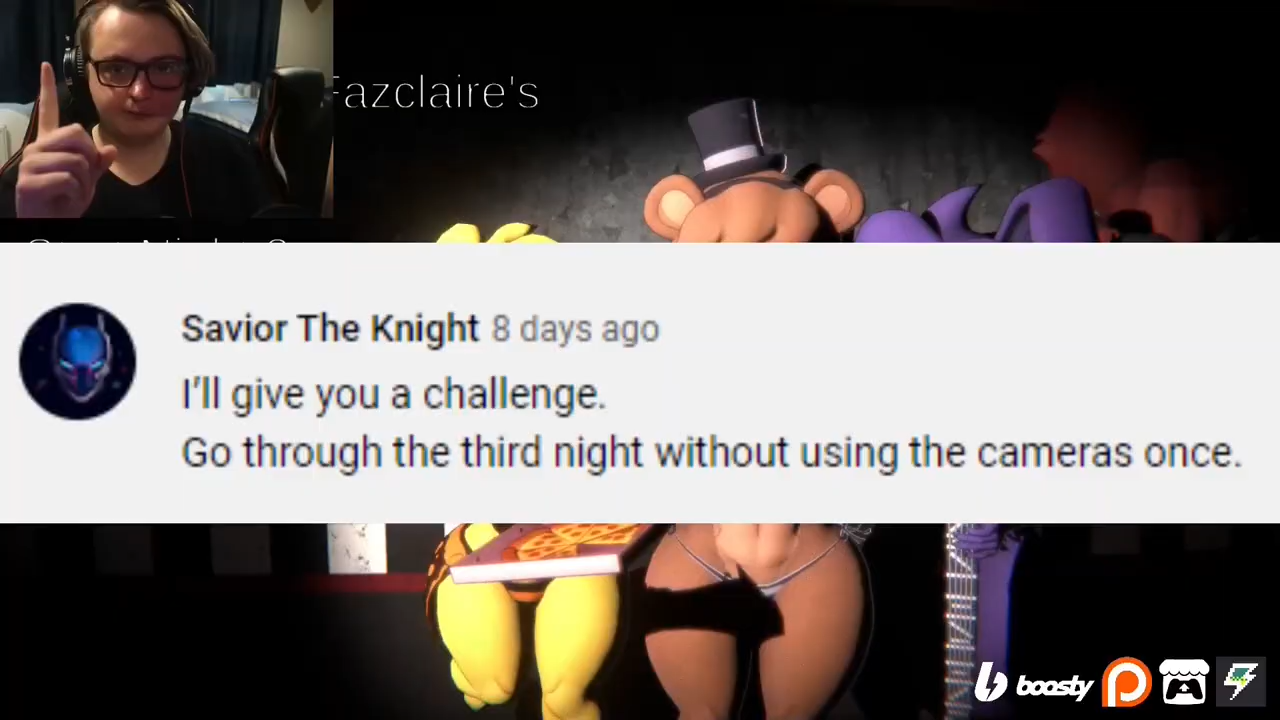 Fazclaire's
Savior The Knight 8 days ago
I'll give you a challenge.
Go through the third night without using the cameras once.
boosty